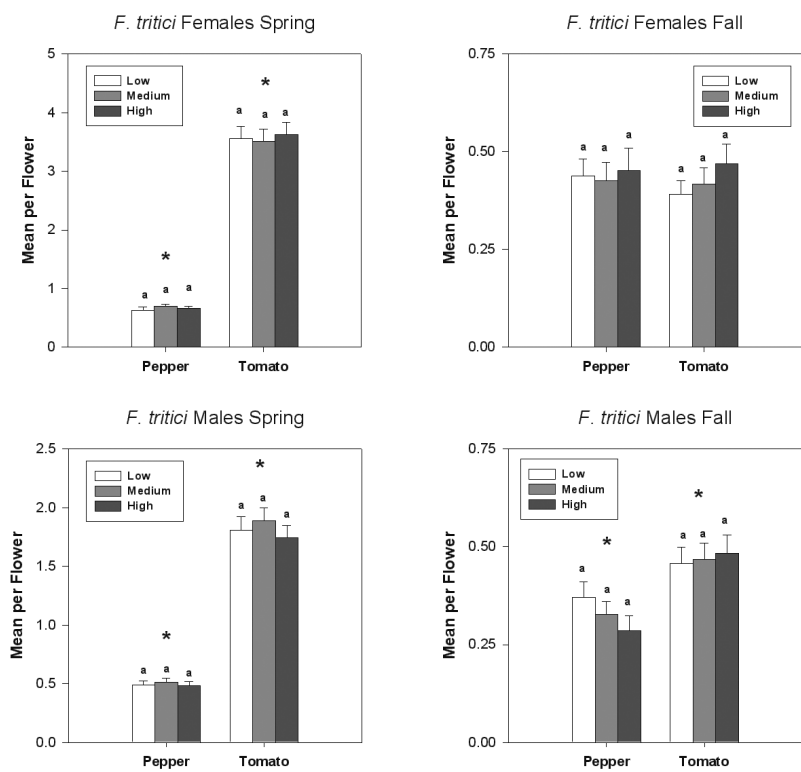 F. tritici Females Spring
5
4
3
2
1
0
Mean per Flower
Low
Medium
High
*
a a a
*
a a a
Pepper Tomato
F. tritici Females Fall
0.75
0.50
0.25
0.00
Mean per Flower
Low
Medium
High
a a a
a a a
Pepper Tomato
F. tritici Males Spring
2.5
2.0
1.5
1.0
0.5
0.0
Mean per Flower
Low
Medium
High
*
a a a
*
a a a
Pepper Tomato
F. tritici Males Fall
0.75
0.50
0.25
0.00
Mean per Flower
Low
Medium
High
*
a a a
*
a a a
Pepper Tomato